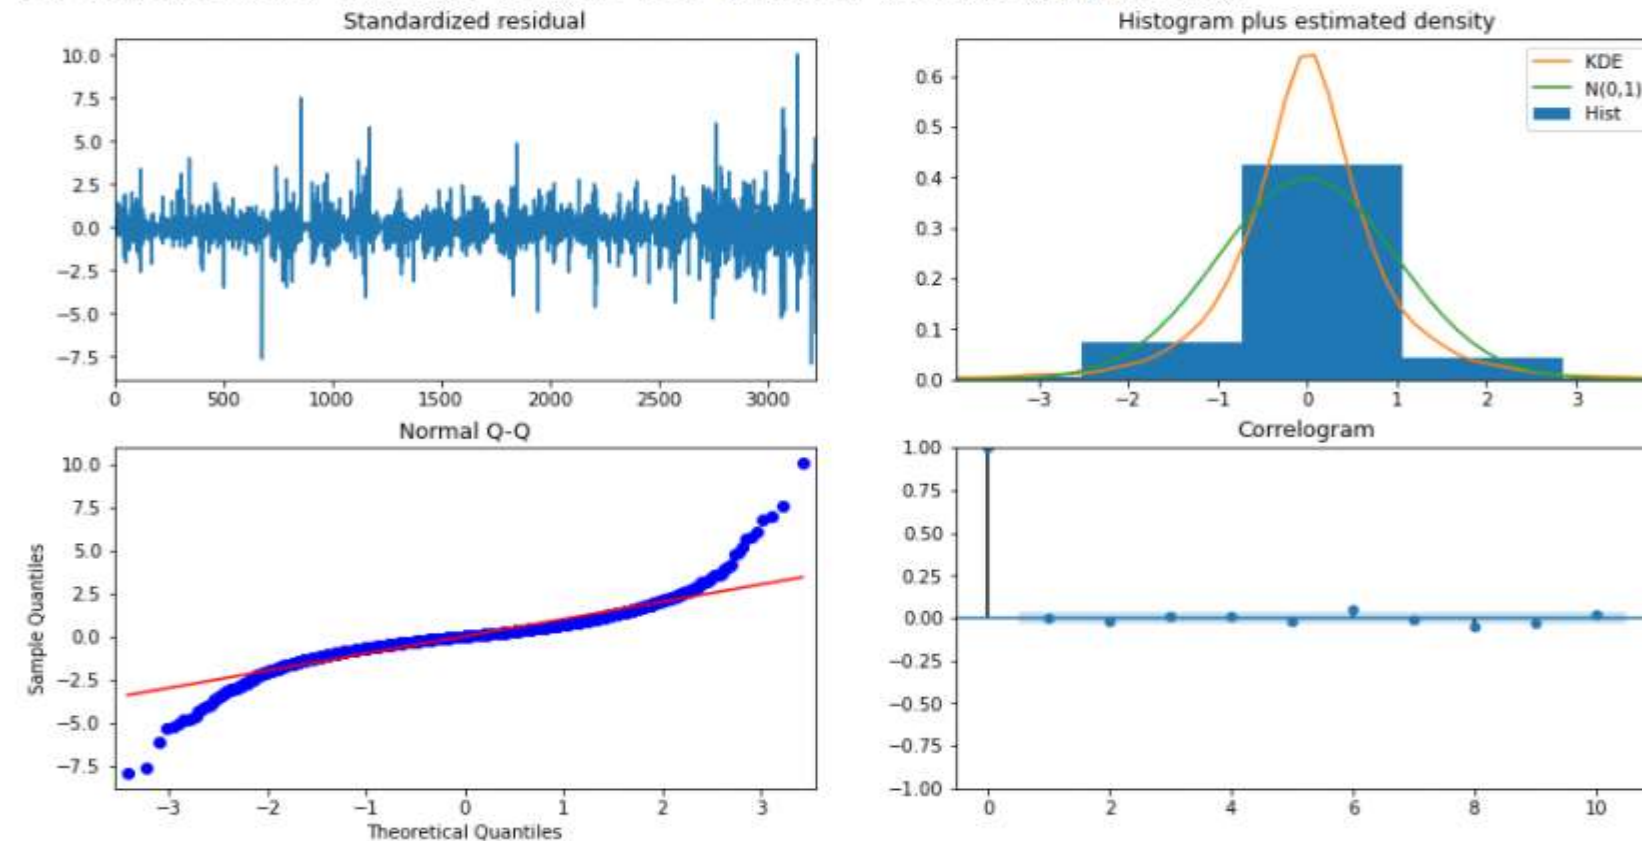 Standardized residual
10.0
7.5
5.0
2.5
0.0
−2.5
−5.0
−7.5
0 500 1000 1500 2000 2500 3000
Histogram plus estimated density
KDE
N(0,1)
Hist
0.6
0.5
0.4
0.3
0.2
0.1
0.0
−3 −2 −1 0 1 2 3
Normal Q-Q
Sample Quantiles
10.0
7.5
5.0
2.5
0.0
−2.5
−5.0
−7.5
−3 −2 −1 0 1 2 3
Theoretical Quantiles
Correlogram
1.00
0.75
0.50
0.25
0.00
−0.25
−0.50
−0.75
−1.00
0 2 4 6 8 10